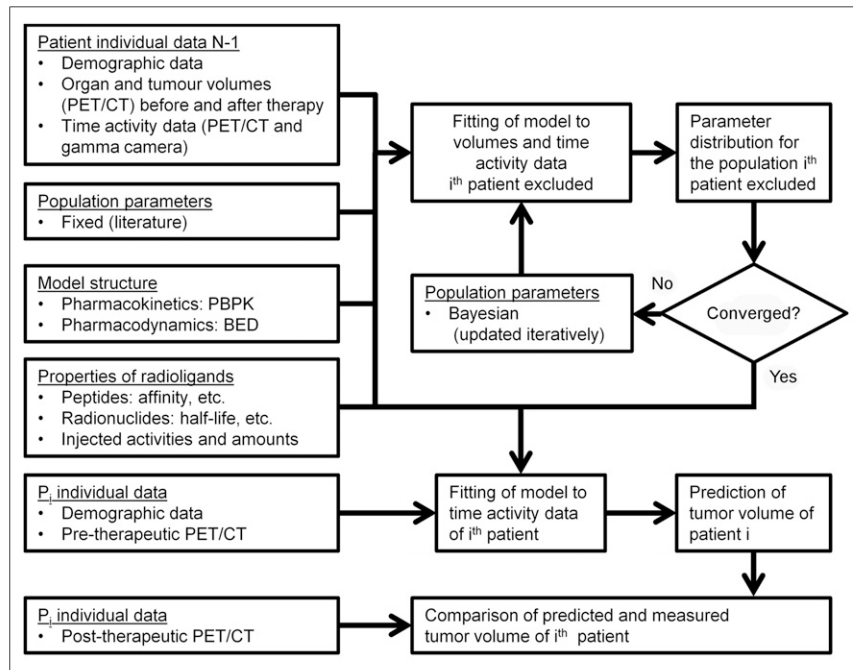 Patient individual data N-1
• Demographic data
• Organ and tumour volumes
(PET/CT) before and after therapy
• Time activity data (PET/CT and
gamma camera)
Population parameters
• Fixed (literature)
Model structure
• Pharmacokinetics: PBPK
• Pharmacodynamics: BED
Properties of radioligands
• Peptides: affinity, etc.
• Radionuclides: half-life, etc.
• Injected activities and amounts
Pi individual data
• Demographic data
• Pre-therapeutic PET/CT
Pi individual data
• Post-therapeutic PET/CT
Fitting of model to
volumes and time
activity data
ith patient excluded
Parameter
distribution for
the population ith
patient excluded
Population parameters
• Bayesian
(updated iteratively)
No
Converged?
Yes
Fitting of model to
time activity data
of ith patient
Prediction of
tumor volume of
patient i
Comparison of predicted and measured
tumor volume of ith patient